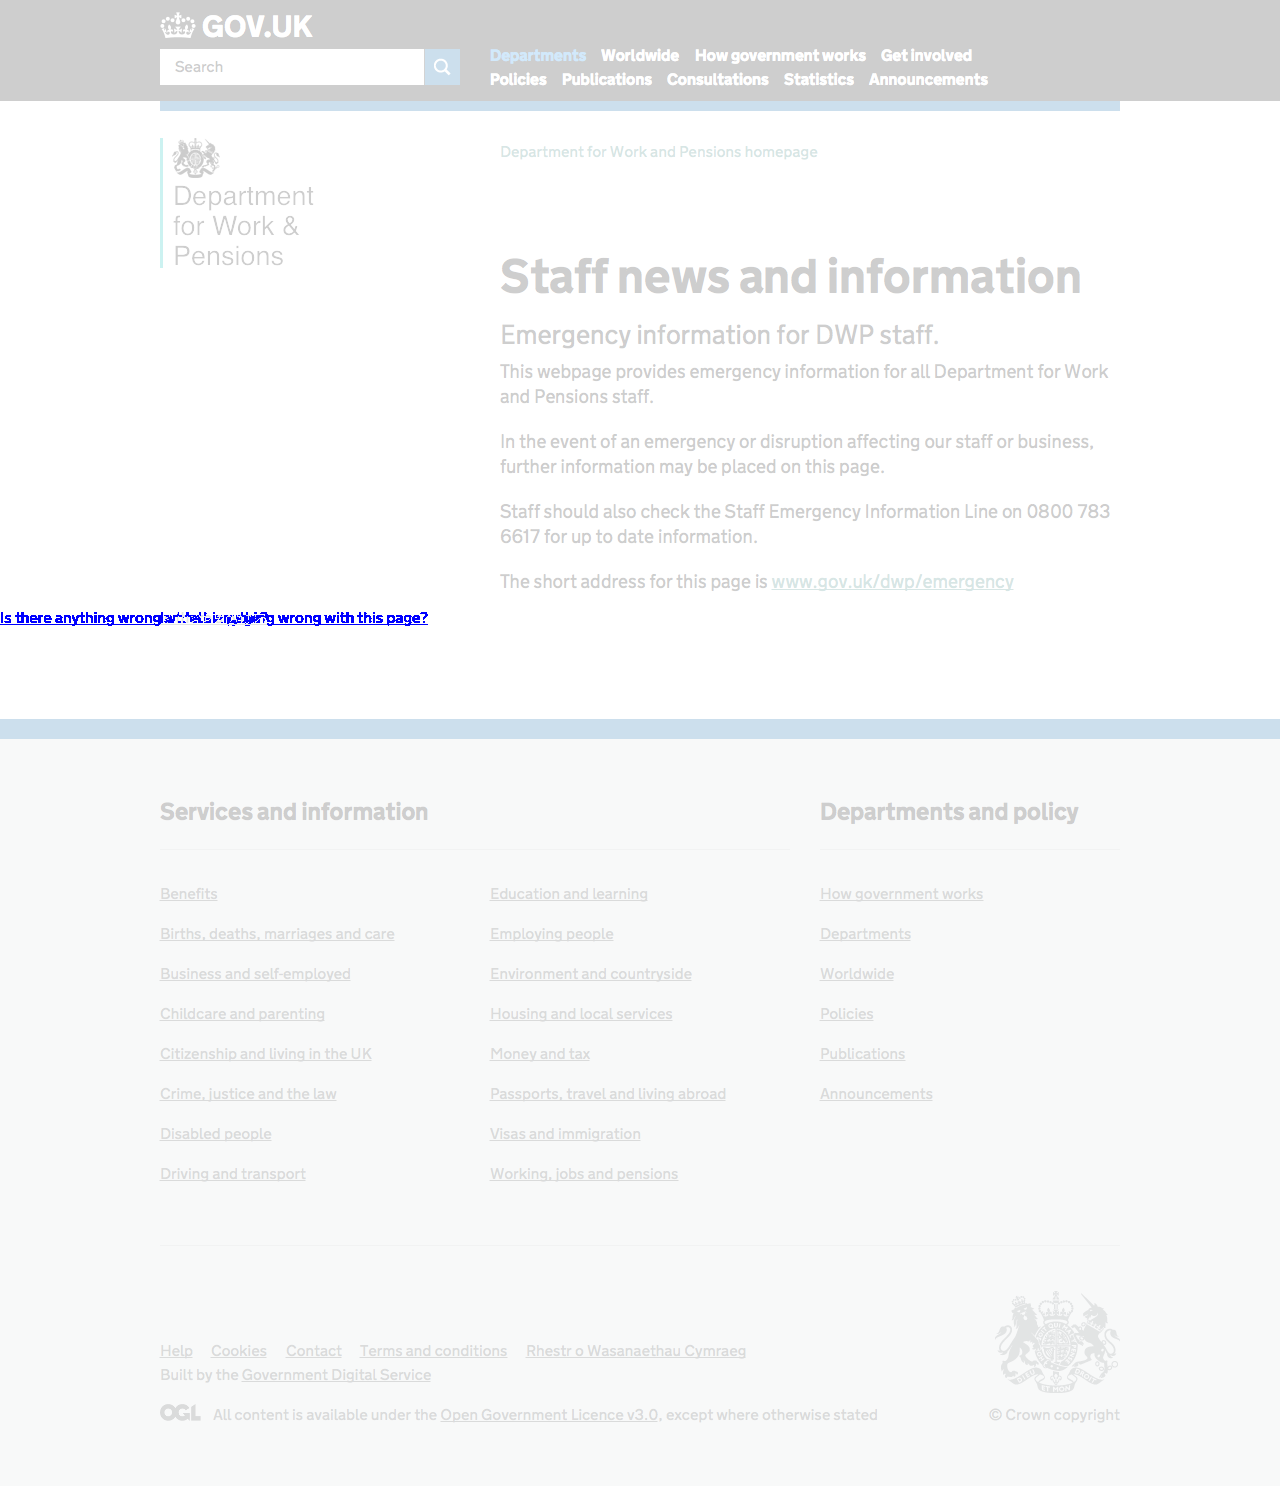 GOV.UK
Search
Departments Worldwide How government works Get involved
Policies Publications Consultations Statistics Announcements
Department for Work & Pensions
Department for Work and Pensions homepage
Staff news and information
Emergency information for DWP staff.
This webpage provides emergency information for all Department for Work
and Pensions staff.
In the event of an emergency or disruption affecting our staff or business,
further information may be placed on this page.
Staff should also check the Staff Emergency Information Line on 0800 783
6617 for up to date information.
The short address for this page is www.gov.uk/dwp/emergency
Is there anything wrong wrong with this page?
Services and information
Departments and policy
Benefits
Births, deaths, marriages and care
Business and self-employed
Childcare and parenting
Citizenship and living in the UK
Crime, justice and the law
Disabled people
Driving and transport
Education and learning
Employing people
Environment and countryside
Housing and local services
Money and tax
Passports, travel and living abroad
Visas and immigration
Working, jobs and pensions
How government works
Departments
Worldwide
Policies
Publications
Announcements
Help Cookies Contact Terms and conditions Rhestr o Wasanaethau Cymraeg
Built by the Government Digital Service
OGL All content is available under the Open Government Licence v3.0, except where otherwise stated
© Crown copyright